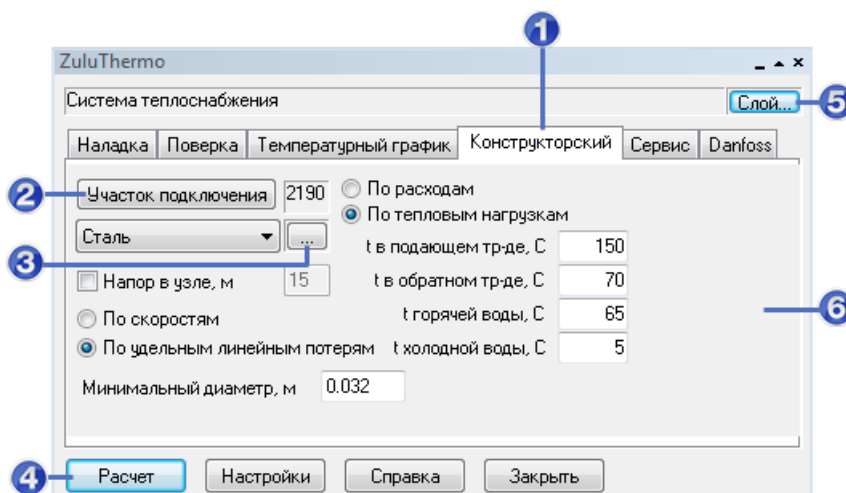 1
ZuluThermo
Система теплоснабжения
Слой...
5
Наладка Поверка Температурный график Конструкторский Сервис Danfoss
2
Участок подключения 2190
По расходам
По тепловым нагрузкам
Сталь ...
3
t в подающем тр-де, С 150
Напор в узле, м 15
t в обратном тр-де, С 70
По скоростям
t горячей воды, С 65
6
По удельным линейным потерям
t холодной воды, С 5
Минимальный диаметр, м 0.032
4
Расчет Настройки Справка Закрыть